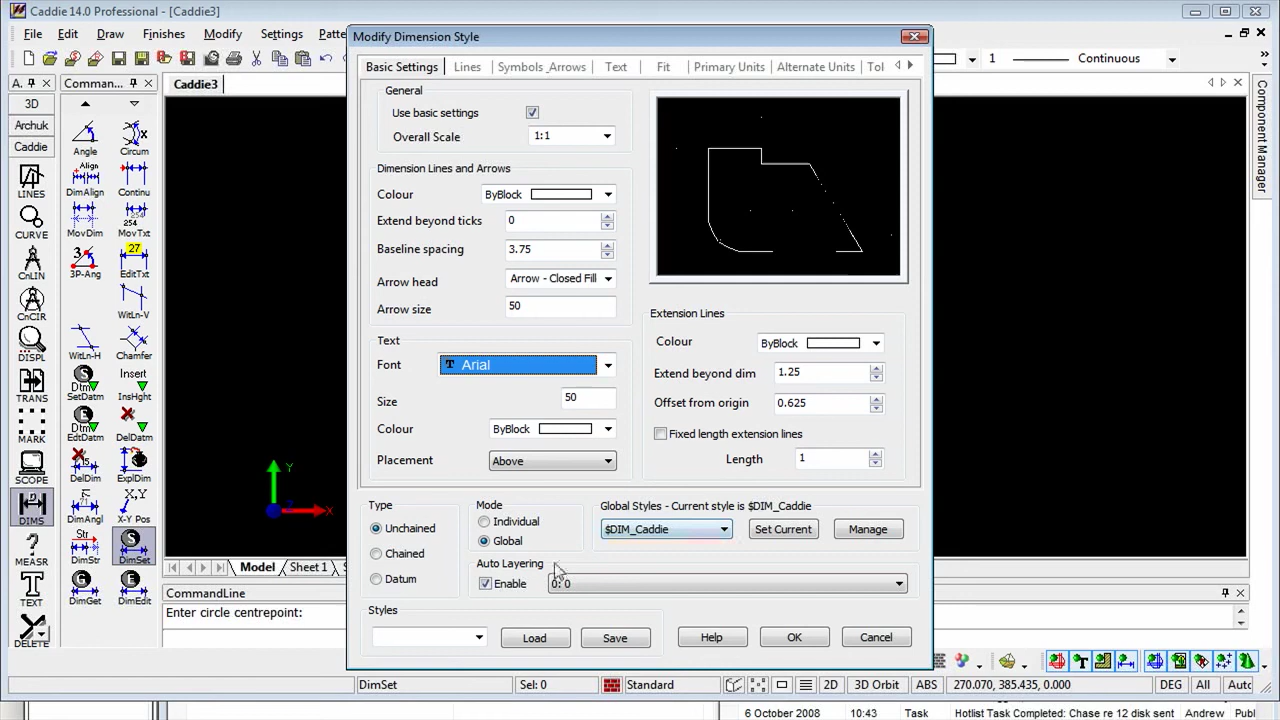 Caddie 14.0 Professional - [Caddie3]
File Edit Draw Finishes Modify Settings
Modify Dimension Style
1 Continuous
A. Comman...
Caddie3
3D
Archuk
Caddie
LINES
CURVE
CnLIN
CnCIR
DISPL
TRANS
MARK
SCOPE
DIMS
MEASR
TEXT
DELETE
Angle Circum
Align
DimAlign Continu
254
MovDim MovTxt
27
3P-Ang EditTxt
WitLn-V
WitLn-H Chamfer
Insert
SetDatm InsHght
EdtDatm DelDatm
DelDim ExplDim
X,Y
DimAngl X-Y Pos
Str
DimStr DimSet
DimGet DimEdit
Basic Settings Lines Symbols _Arrows Text Fit Primary Units Alternate Units Tol
General
Use basic settings
Overall Scale 1:1
Dimension Lines and Arrows
Colour ByBlock
Extend beyond ticks 0
Baseline spacing 3.75
Arrow head Arrow - Closed Fill
Arrow size 50
Text
Font Arial
Size 50
Colour ByBlock
Placement Above
Extension Lines
Colour ByBlock
Extend beyond dim 1.25
Offset from origin 0.625
Fixed length extension lines
Length 1
Type
Unchained
Chained
Datum
Mode
Individual
Global
Global Styles - Current style is $DIM_Caddie
$DIM_Caddie Set Current Manage
Auto Layering
Enable 0: 0
Styles
Load Save Help OK Cancel
Component Manager
Y
X
Model Sheet 1
CommandLine
Enter circle centrepoint:
DimSet Sel: 0 Standard 2D 3D Orbit ABS 270.070, 385.435, 0.000 DEG All
6 October 2008 10:43 Task Hotlist Task Completed: Chase re 12 disk sent Andrew